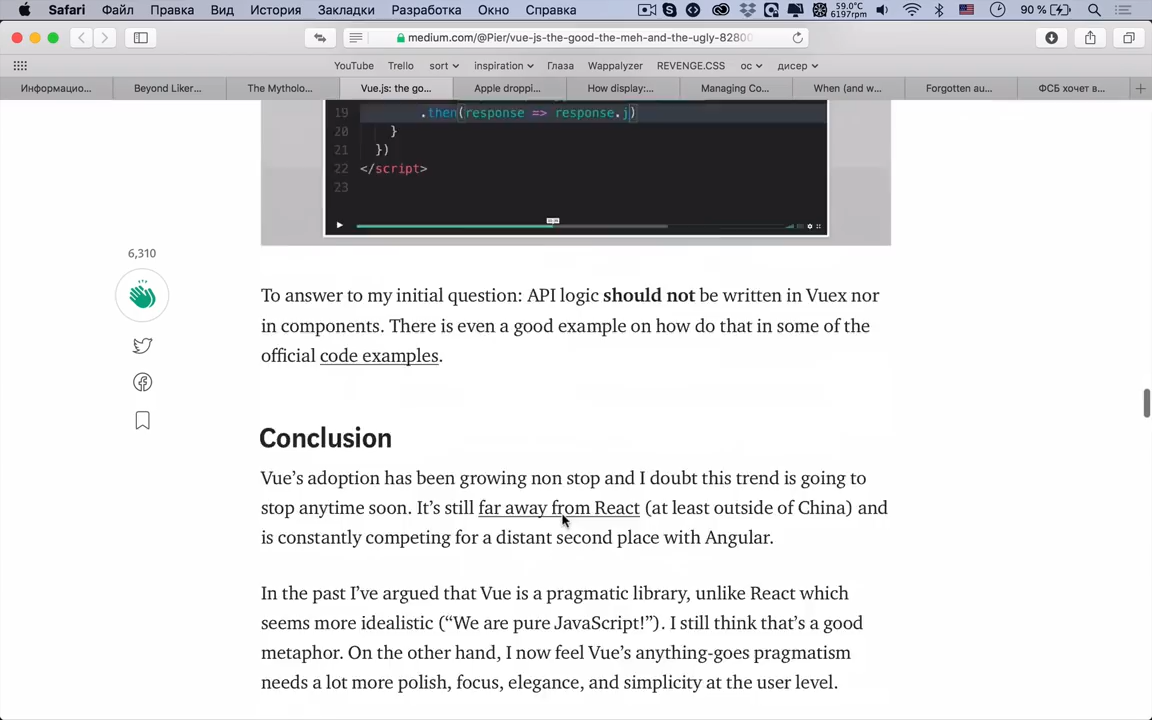 Safari Файл Правка Вид История Закладки Разработка Окно Справка 59.0°C 6197rpm 90 %
medium.com/@Pier/vue-js-the-good-the-meh-and-the-ugly-82800
YouTube Trello sort inspiration Глаза Wappalyzer REVENGE.CSS ос дисер
Информацио... Beyond Liker... The Mytholo... Vue.js: the go... Apple droppi... How display:... Managing Co... When (and w... Forgotten au... ФСБ хочет в...
19 .then(response => response.j)
20 }
21 })
22 </script>
23
6,310
To answer to my initial question: API logic should not be written in Vuex nor
in components. There is even a good example on how do that in some of the
official code examples.
Conclusion
Vue's adoption has been growing non stop and I doubt this trend is going to
stop anytime soon. It's still far away from React (at least outside of China) and
is constantly competing for a distant second place with Angular.
In the past I've argued that Vue is a pragmatic library, unlike React which
seems more idealistic (“We are pure JavaScript!”). I still think that's a good
metaphor. On the other hand, I now feel Vue's anything-goes pragmatism
needs a lot more polish, focus, elegance, and simplicity at the user level.